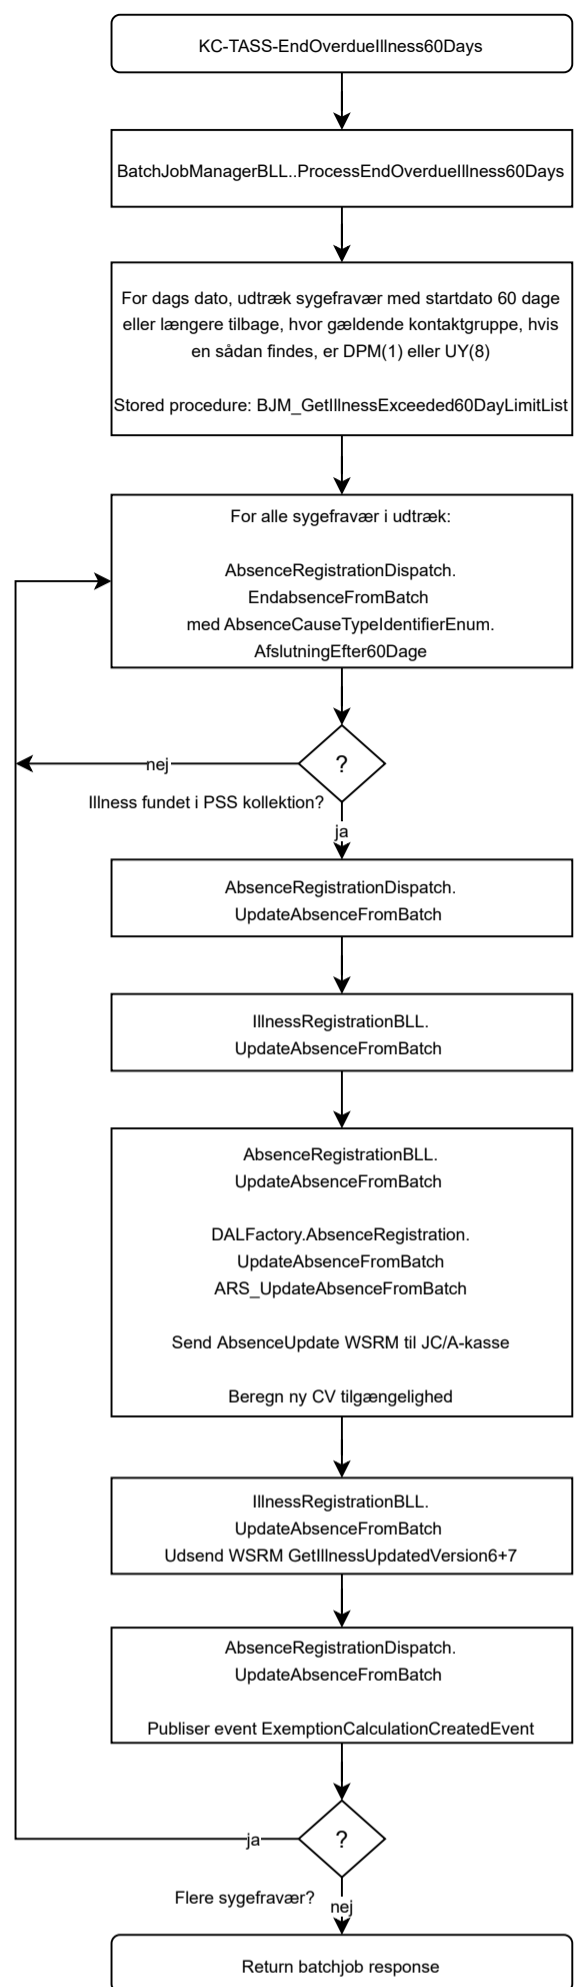 KC-TASS-EndOverdueIllness60Days
BatchJobManagerBLL..ProcessEndOverdueIllness60Days
For dags dato, udtræk sygefravær med startdato 60 dage
eller længere tilbage, hvor gældende kontaktgruppe, hvis
en sådan findes, er DPM(1) eller UY(8)
Stored procedure: BJM_GetIllnessExceeded60DayLimitList
For alle sygefravær i udtræk:
AbsenceRegistrationDispatch.
EndabsenceFromBatch
med AbsenceCauseTypeIdentifierEnum.
AfslutningEfter60Dage
?
nej
Illness fundet i PSS kollektion?
ja
AbsenceRegistrationDispatch.
UpdateAbsenceFromBatch
IllnessRegistrationBLL.
UpdateAbsenceFromBatch
AbsenceRegistrationBLL.
UpdateAbsenceFromBatch
DALFactory.AbsenceRegistration.
UpdateAbsenceFromBatch
ARS_UpdateAbsenceFromBatch
Send AbsenceUpdate WSRM til JC/A-kasse
Beregn ny CV tilgængelighed
IllnessRegistrationBLL.
UpdateAbsenceFromBatch
Udsend WSRM GetIllnessUpdatedVersion6+7
AbsenceRegistrationDispatch.
UpdateAbsenceFromBatch
Publiser event ExemptionCalculationCreatedEvent
?
ja
Flere sygefravær?
nej
Return batchjob response